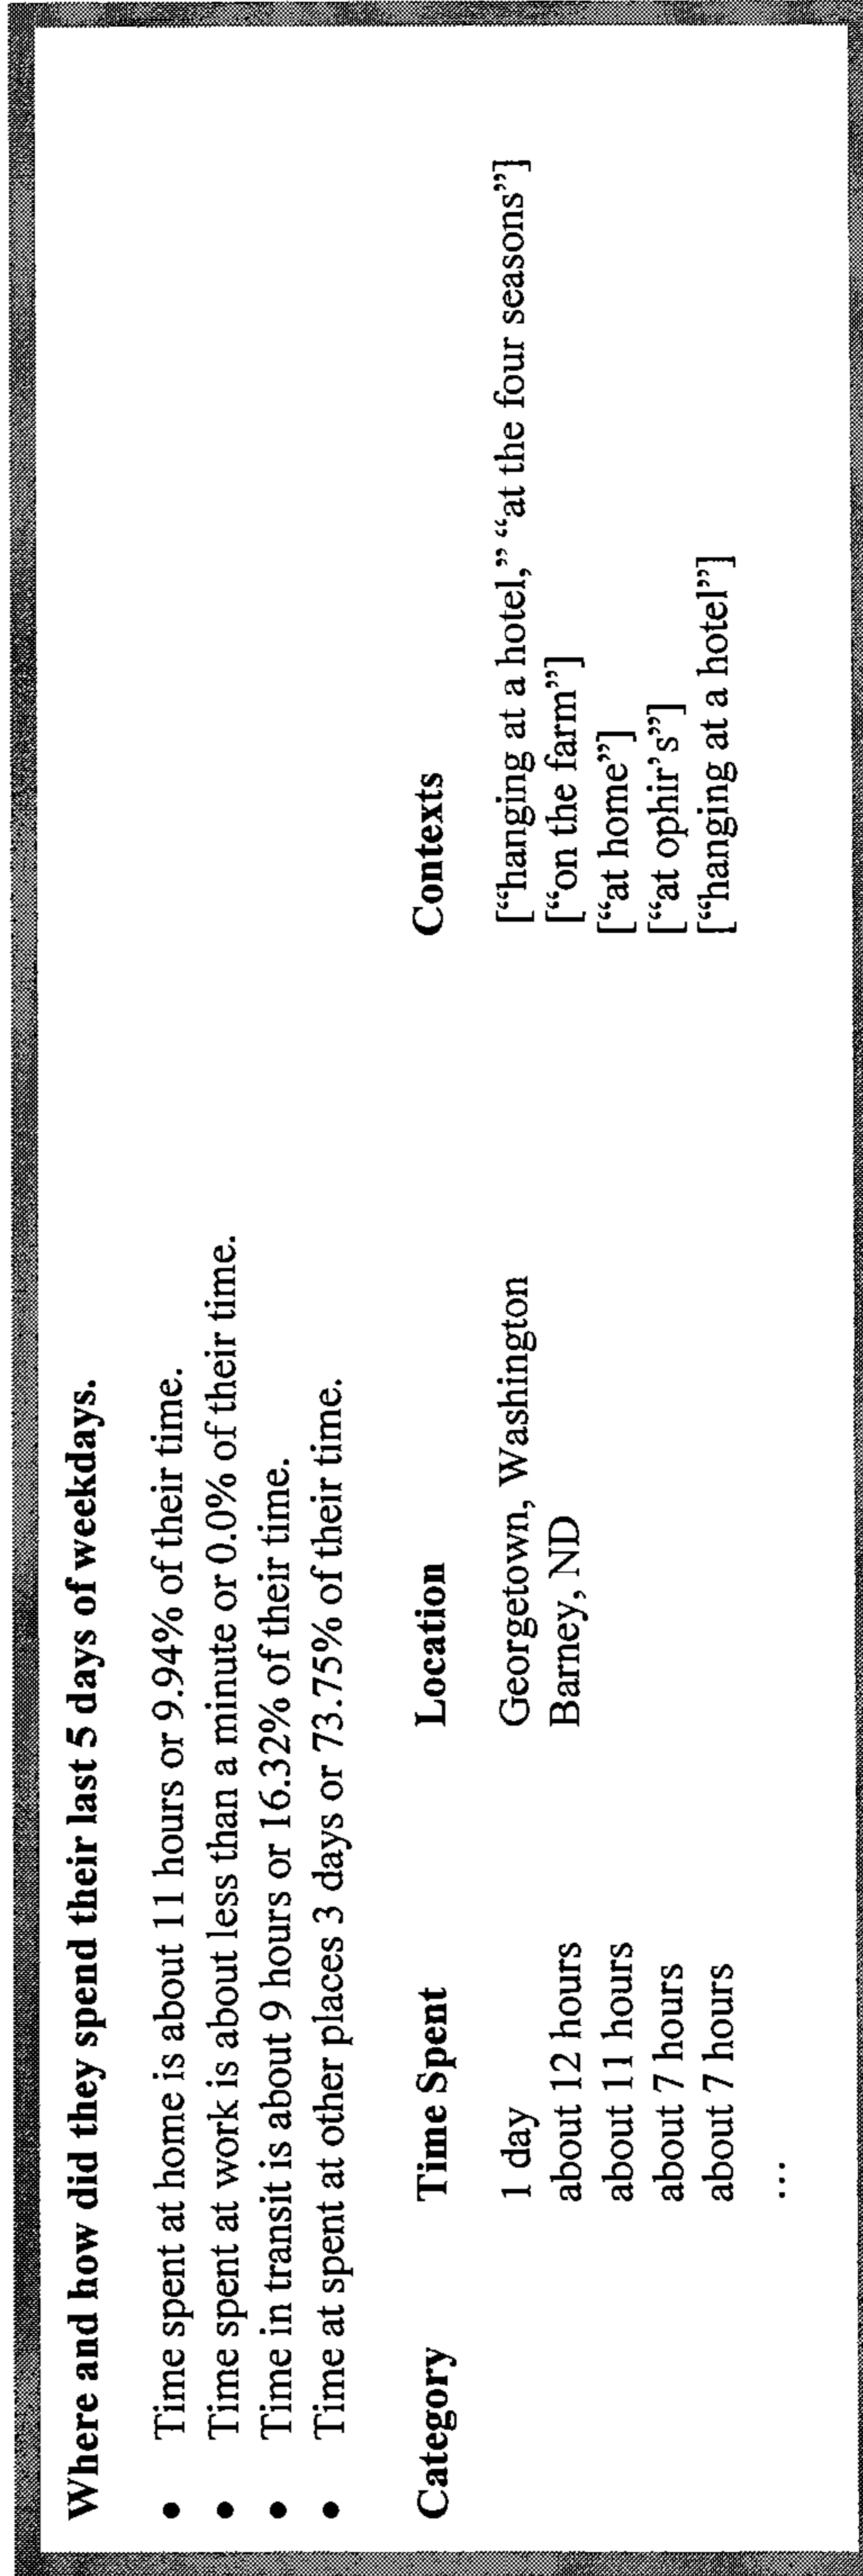 Where and how did they spend their last 5 days of weekdays.
• Time spent at home is about 11 hours or 9.94% of their time.
• Time spent at work is about less than a minute or 0.0% of their time.
• Time in transit is about 9 hours or 16.32% of their time.
• Time at spent at other places 3 days or 73.75% of their time.
Category Time Spent Location Contexts
1 day Georgetown, Washington [“hanging at a hotel,” “at the four seasons”]
about 12 hours Barney, ND [“on the farm”]
about 11 hours [“at home”]
about 7 hours [“at ophir’s”]
about 7 hours [“hanging at a hotel”]
…